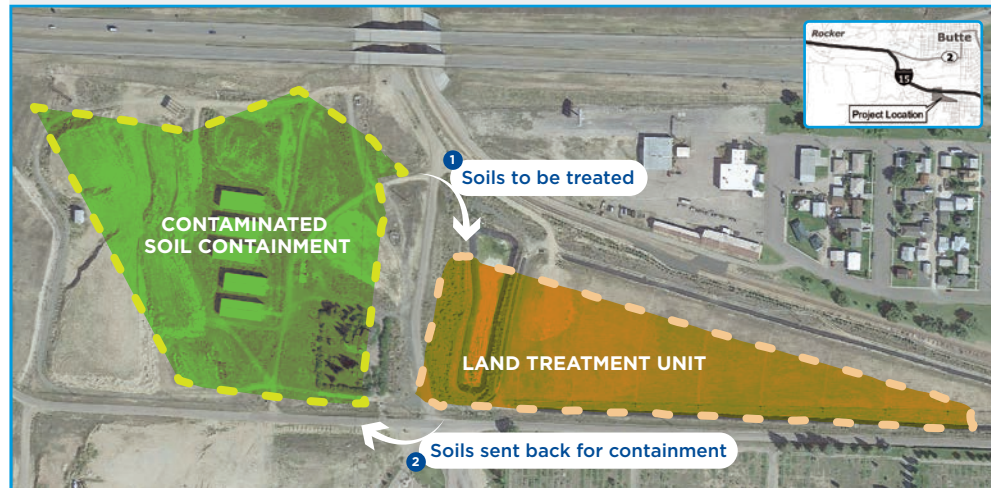 Rocker
Butte
2
15
Project Location
1
Soils to be treated
CONTAMINATED
SOIL CONTAINMENT
LAND TREATMENT UNIT
2
Soils sent back for containment